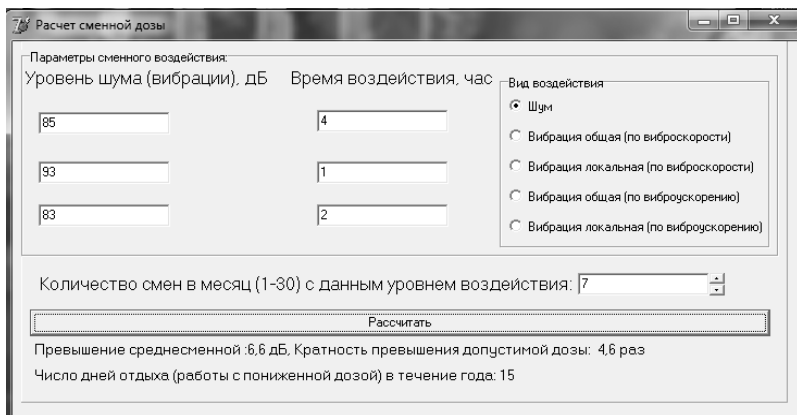 Расчет сменной дозы
Параметры сменного воздействия:
Уровень шума (вибрации), дБ Время воздействия, час
Вид воздействия
85 4
Шум
Вибрация общая (по виброскорости)
93 1
Вибрация локальная (по виброскорости)
Вибрация общая (по виброускорению)
83 2
Вибрация локальная (по виброускорению)
Количество смен в месяц (1-30) с данным уровнем воздействия: 7
Рассчитать
Превышение среднесменной :6,6 дБ, Кратность превышения допустимой дозы: 4,6 раз
Число дней отдыха (работы с пониженной дозой) в течение года: 15